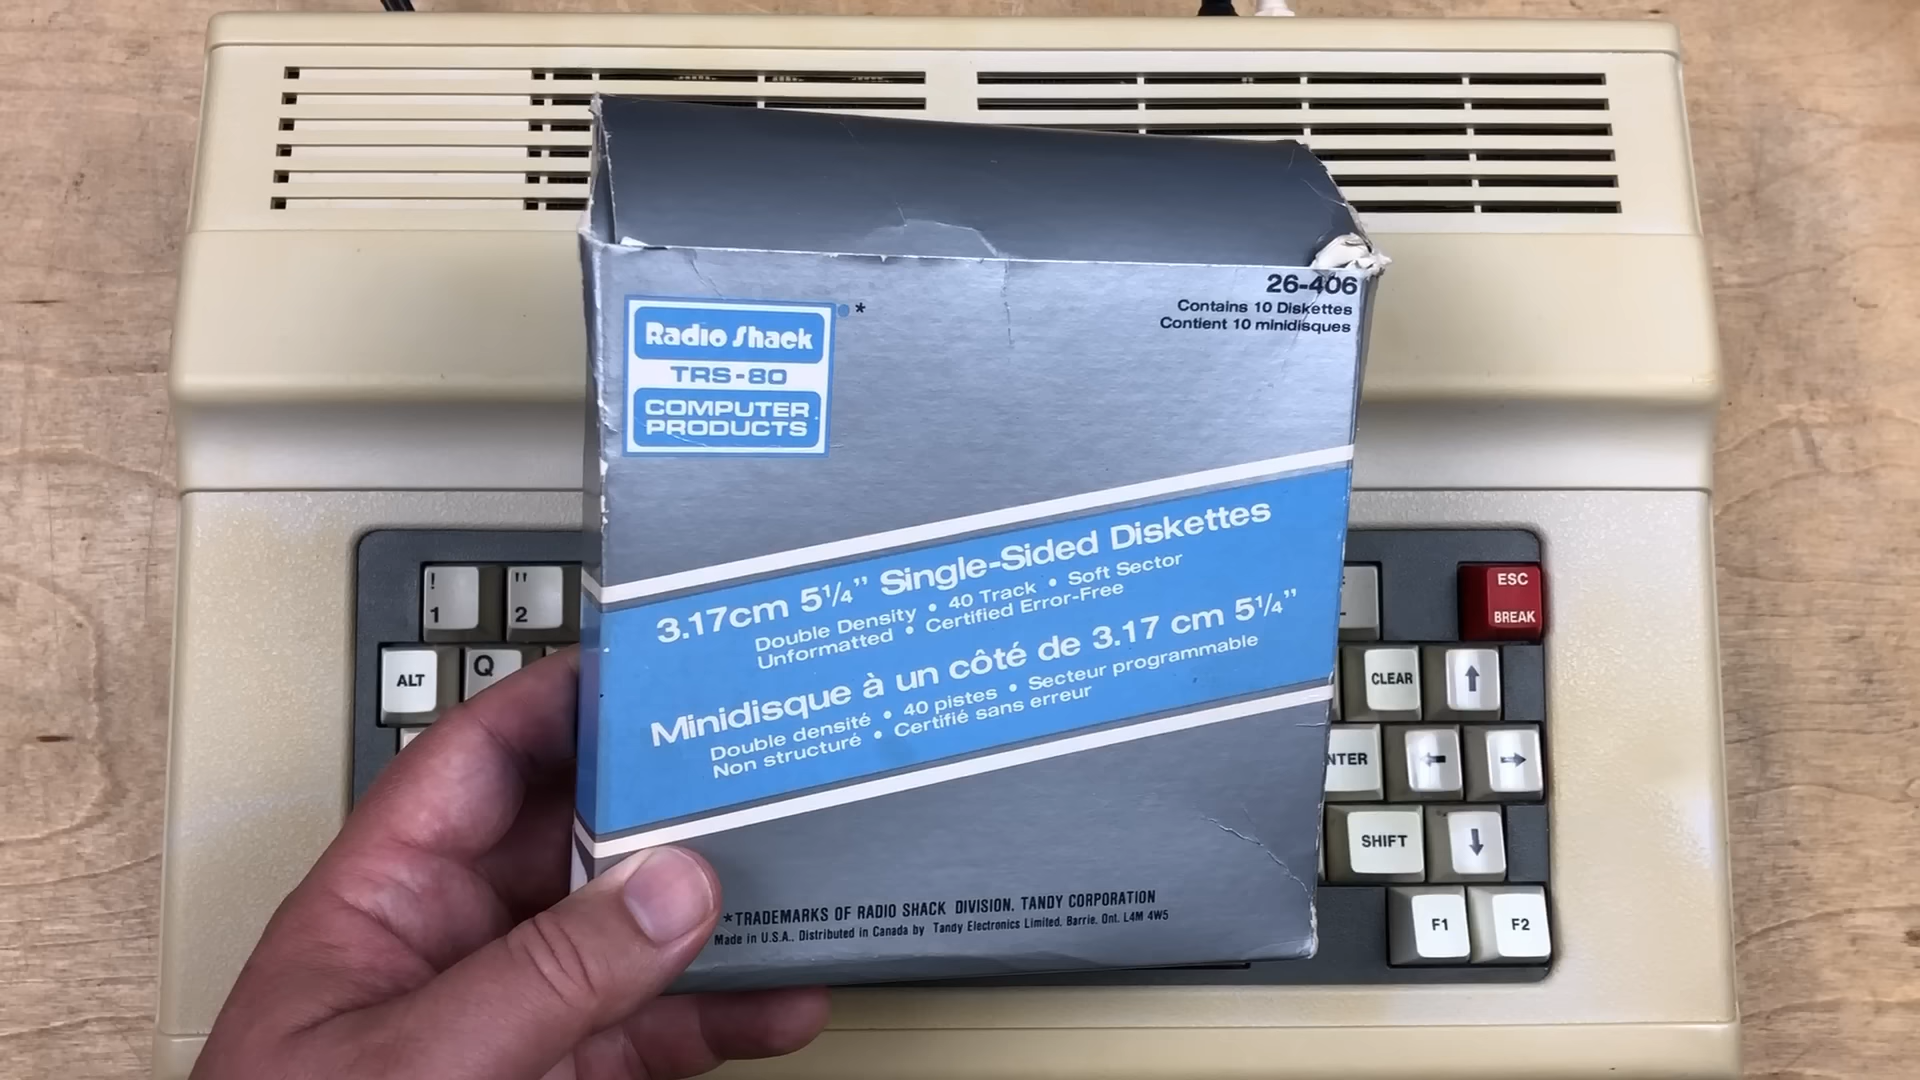 26-406
Contains 10 Diskettes
Contient 10 minidisques
Radio Shack
TRS-80
COMPUTER
PRODUCTS
*
3.17cm 5¼" Single-Sided Diskettes
Double Density • 40 Track • Soft Sector
Unformatted • Certified Error-Free
Minidisque à un côté de 3.17 cm 5¼"
Double densité • 40 pistes • Secteur programmable
Non structuré • Certifié sans erreur
*TRADEMARKS OF RADIO SHACK DIVISION, TANDY CORPORATION
Made in U.S.A., Distributed in Canada by Tandy Electronics Limited, Barrie, Ont. L4M 4W5
! "
1 2
ESC
BREAK
ALT Q
CLEAR ↑
NTER ← →
SHIFT ↓
F1 F2